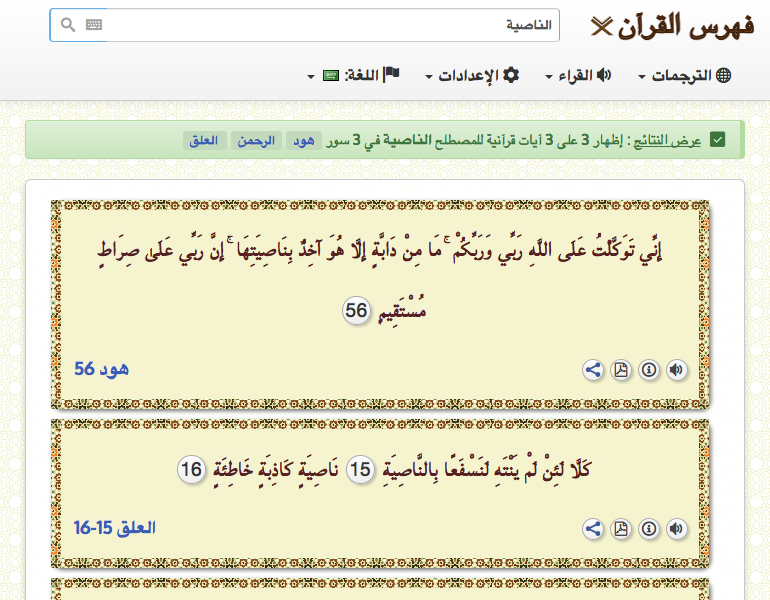 فهرس القرآن
الناصية
الترجمات
القراء
الإعدادات
اللغة:
عرض النتائج : إظهار 3 على 3 آيات قرآنية للمصطلح الناصية في 3 سور هود الرحمن العلق
إِنِّي تَوَكَّلْتُ عَلَى اللَّهِ رَبِّي وَرَبِّكُمْ ۚ مَا مِنْ دَابَّةٍ إِلَّا هُوَ آخِذٌ بِنَاصِيَتِهَا ۚ إِنَّ رَبِّي عَلَىٰ صِرَاطٍ
مُسْتَقِيمٍ 56
هود 56
كَلَّا لَئِنْ لَمْ يَنْتَهِ لَنَسْفَعًا بِالنَّاصِيَةِ 15 نَاصِيَةٍ كَاذِبَةٍ خَاطِئَةٍ 16
العلق 15-16